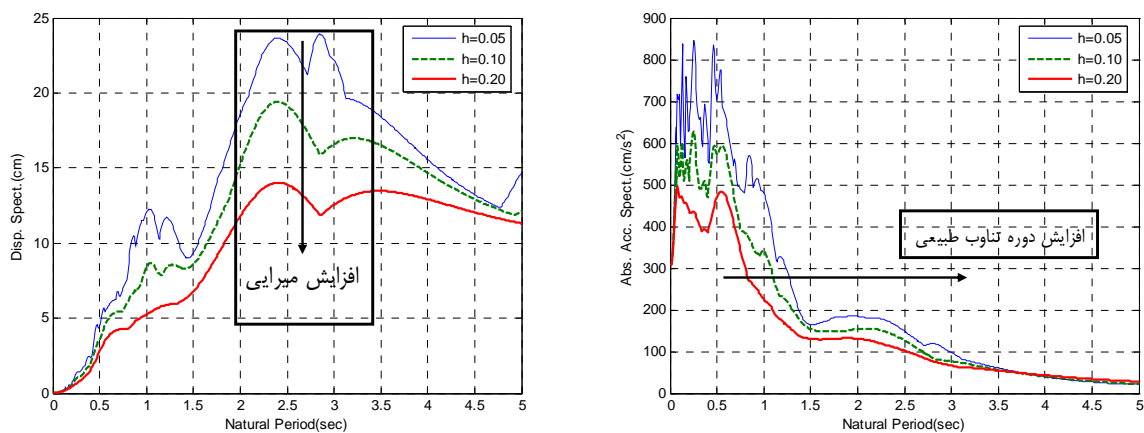 25
20
15
10
5
0
Disp. Spect.(cm)
h=0.05
h=0.10
h=0.20
افزایش میرایی
0 0.5 1 1.5 2 2.5 3 3.5 4 4.5 5
Natural Period(sec)
900
800
700
600
500
400
300
200
100
0
Abs. Acc. Spect.(cm/s²)
h=0.05
h=0.10
h=0.20
افزایش دوره تناوب طبیعی
0 0.5 1 1.5 2 2.5 3 3.5 4 4.5 5
Natural Period(sec)